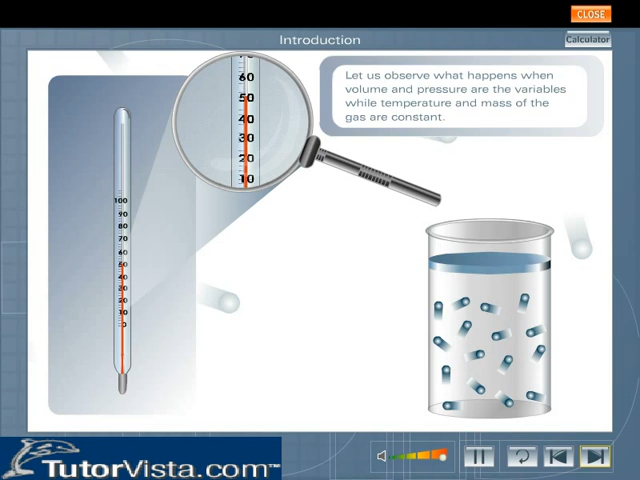 CLOSE
Introduction
Calculator
Let us observe what happens when
volume and pressure are the variables
while temperature and mass of the
gas are constant.
60
50
40
30
20
10
100
90
80
70
60
50
40
30
20
10
0
TutorVista.com™